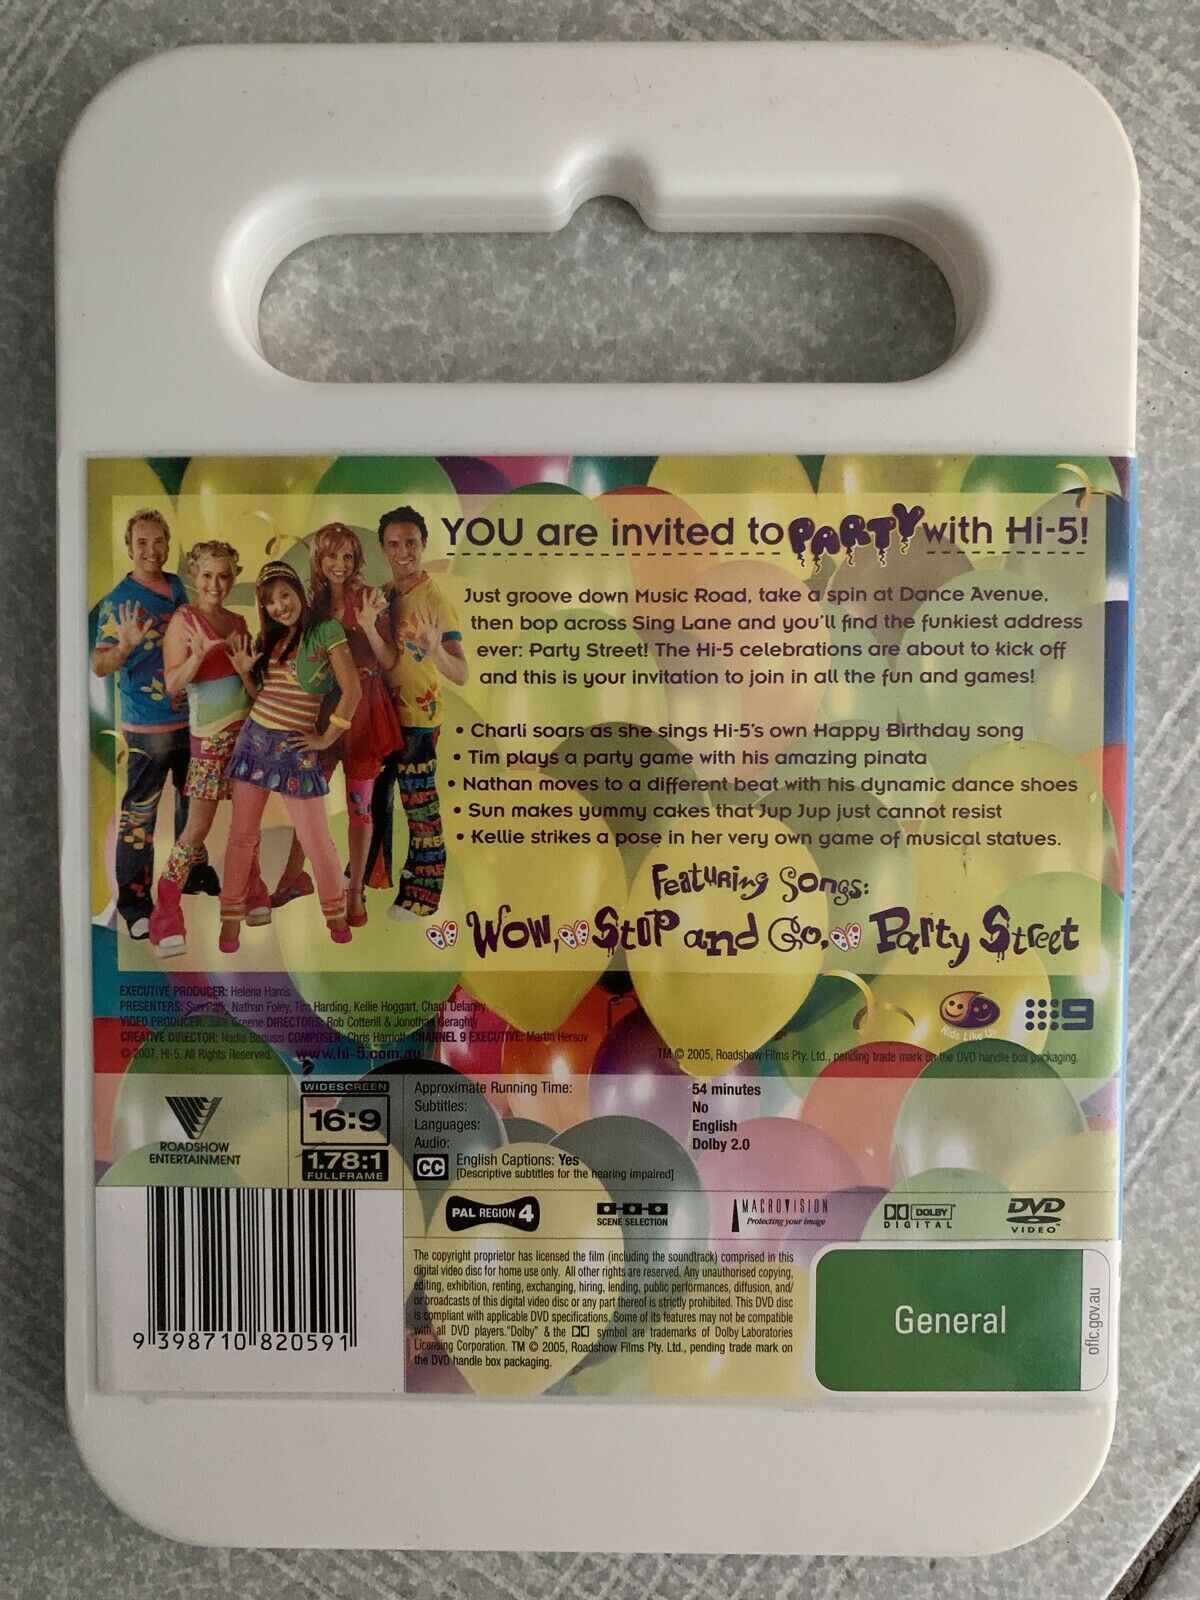 YOU are invited to PARTY with Hi-5!
Just groove down Music Road, take a spin at Dance Avenue,
then bop across Sing Lane and you'll find the funkiest address
ever: Party Street! The Hi-5 celebrations are about to kick off
and this is your invitation to join in all the fun and games!
• Charli soars as she sings Hi-5's own Happy Birthday song
• Tim plays a party game with his amazing pinata
• Nathan moves to a different beat with his dynamic dance shoes
• Sun makes yummy cakes that Jup Jup just cannot resist
• Kellie strikes a pose in her very own game of musical statues.
Featuring Songs:
Wow, Stop and Go, Party Street
EXECUTIVE PRODUCER: Helena Harris
PRESENTERS: Sun Park, Nathan Foley, Tim Harding, Kellie Hoggart, Charli Delaney
VIDEO PRODUCER: Julie Greene DIRECTORS: Rob Cotterill & Jonothan Geraghty
CREATIVE DIRECTOR: Nadia COMPOSER: Chris Harriott CHANNEL 9 EXECUTIVE: Martin Hersov
© 2007, Hi-5. All Rights Reserved. www.hi-5.com.au
Kids Like Us
9
TM © 2005, Roadshow Films Pty. Ltd., pending trade mark on the DVD handle box packaging.
ROADSHOW
ENTERTAINMENT
WIDESCREEN
16:9
1.78:1
FULLFRAME
Approximate Running Time: 54 minutes
Subtitles: No
Languages: English
Audio: Dolby 2.0
CC English Captions: Yes
[Descriptive subtitles for the hearing impaired]
PAL REGION 4
SCENE SELECTION
MACROVISION
Protecting your image
DOLBY
DIGITAL
DVD
VIDEO
The copyright proprietor has licensed the film (including the soundtrack) comprised in this
digital video disc for home use only. All other rights are reserved. Any unauthorised copying,
editing, exhibition, renting, exchanging, hiring, lending, public performances, diffusion, and/
or broadcasts of this digital video disc or any part thereof is strictly prohibited. This DVD disc
is compliant with applicable DVD specifications. Some of its features may not be compatible
with all DVD players. "Dolby" & the DD symbol are trademarks of Dolby Laboratories
Licensing Corporation. TM © 2005, Roadshow Films Pty. Ltd., pending trade mark on
the DVD handle box packaging.
General
oflc.gov.au
9 398710 820591